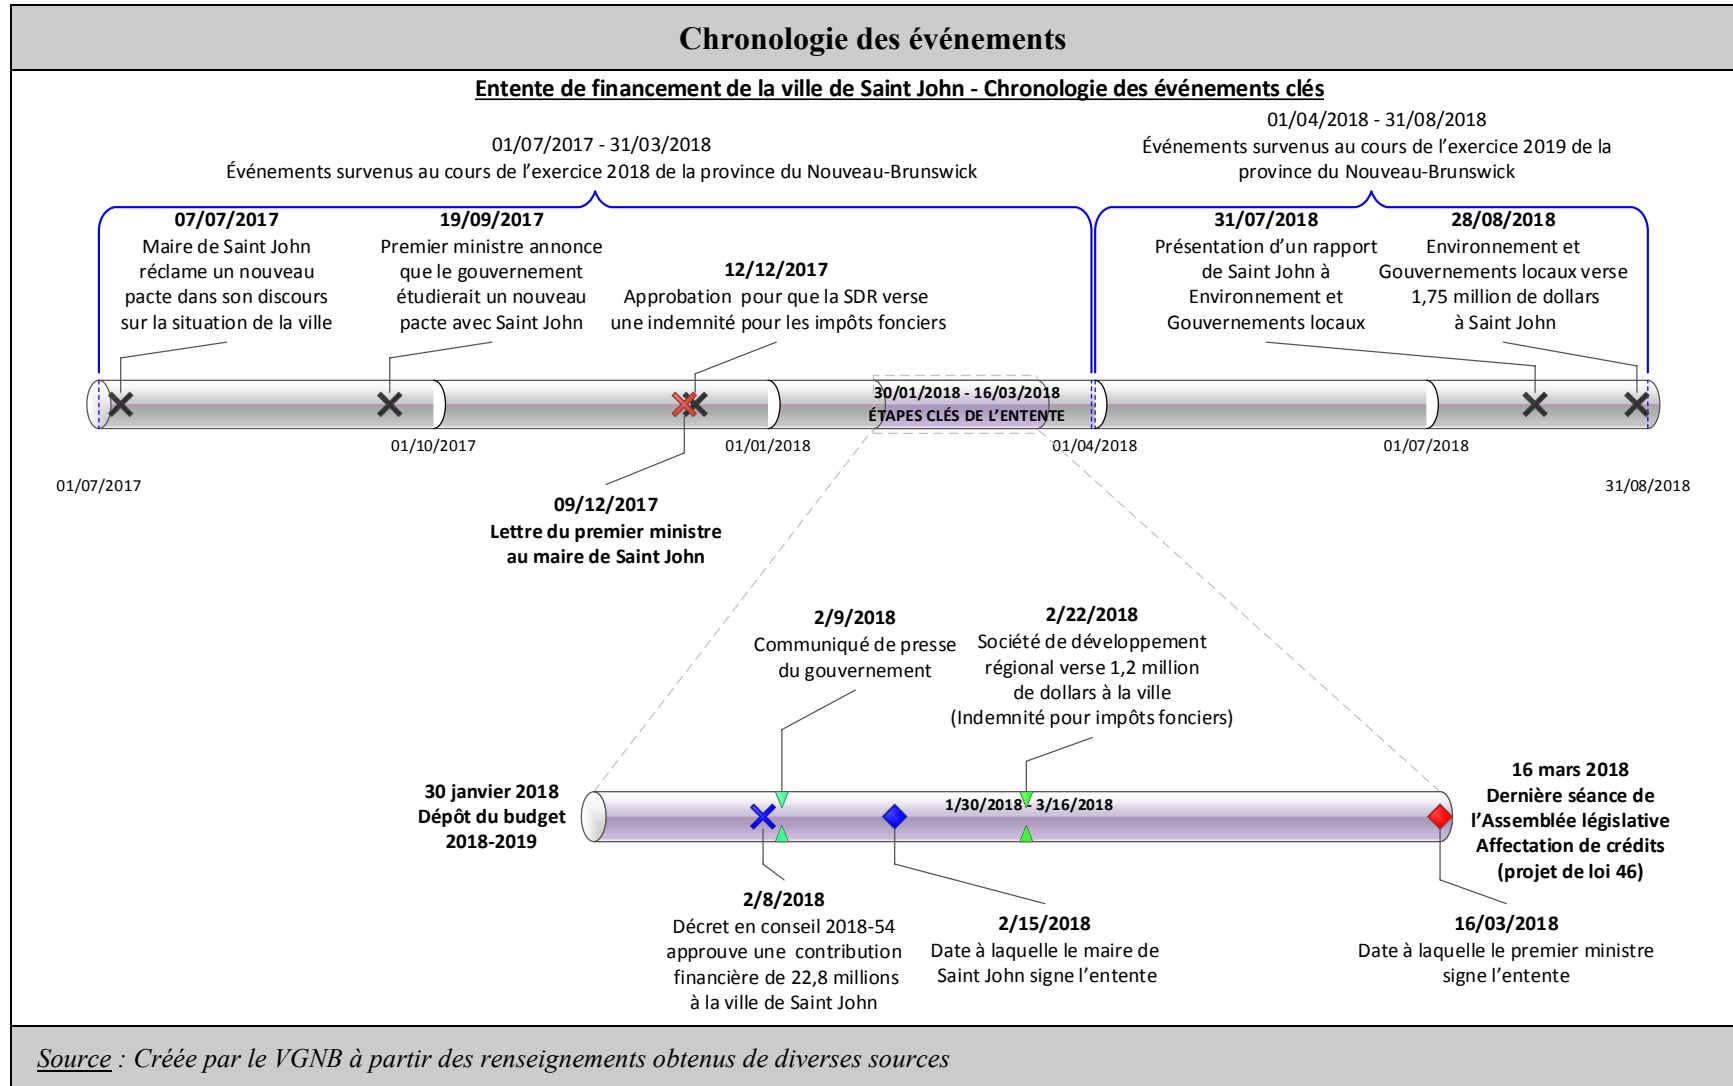 Chronologie des événements
Entente de financement de la ville de Saint John - Chronologie des événements clés
01/07/2017 - 31/03/2018
Événements survenus au cours de l’exercice 2018 de la province du Nouveau-Brunswick
01/04/2018 - 31/08/2018
Événements survenus au cours de l’exercice 2019 de la
province du Nouveau-Brunswick
07/07/2017
Maire de Saint John
réclame un nouveau
pacte dans son discours
sur la situation de la ville
19/09/2017
Premier ministre annonce
que le gouvernement
étudierait un nouveau
pacte avec Saint John
12/12/2017
Approbation pour que la SDR verse
une indemnité pour les impôts fonciers
31/07/2018
Présentation d’un rapport
de Saint John à
Environnement et
Gouvernements locaux
28/08/2018
Environnement et
Gouvernements locaux verse
1,75 million de dollars
à Saint John
30/01/2018 - 16/03/2018
ÉTAPES CLÉS DE L’ENTENTE
01/10/2017
01/01/2018
01/04/2018
01/07/2018
01/07/2017
31/08/2018
09/12/2017
Lettre du premier ministre
au maire de Saint John
2/9/2018
Communiqué de presse
du gouvernement
2/22/2018
Société de développement
régional verse 1,2 million
de dollars à la ville
(Indemnité pour impôts fonciers)
30 janvier 2018
Dépôt du budget
2018-2019
1/30/2018 - 3/16/2018
16 mars 2018
Dernière séance de
l’Assemblée législative
Affectation de crédits
(projet de loi 46)
2/8/2018
Décret en conseil 2018-54
approuve une contribution
financière de 22,8 millions
à la ville de Saint John
2/15/2018
Date à laquelle le maire de
Saint John signe l’entente
16/03/2018
Date à laquelle le premier ministre
signe l’entente
Source : Créée par le VGNB à partir des renseignements obtenus de diverses sources